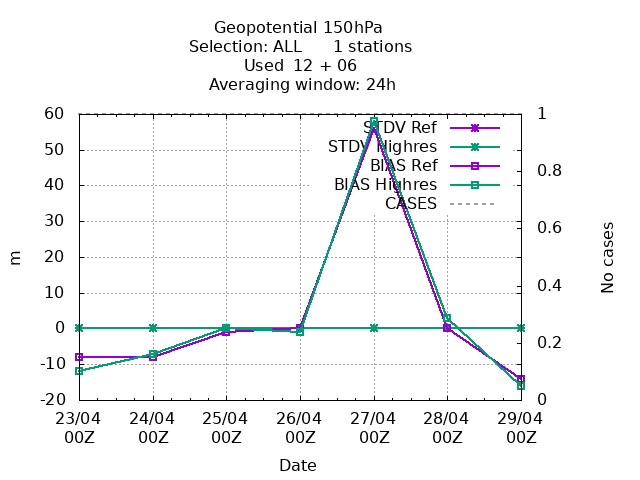 Geopotential 150hPa
Selection: ALL 1 stations
Used 12 + 06
Averaging window: 24h
60 1
STDV Ref
50
STDV Highres
BIAS Ref
0.8
40
BIAS Highres
CASES
30 0.6
20
m
No cases
10 0.4
0
0.2
-10
-20 0
23/04 24/04 25/04 26/04 27/04 28/04 29/04
00Z 00Z 00Z 00Z 00Z 00Z 00Z
Date